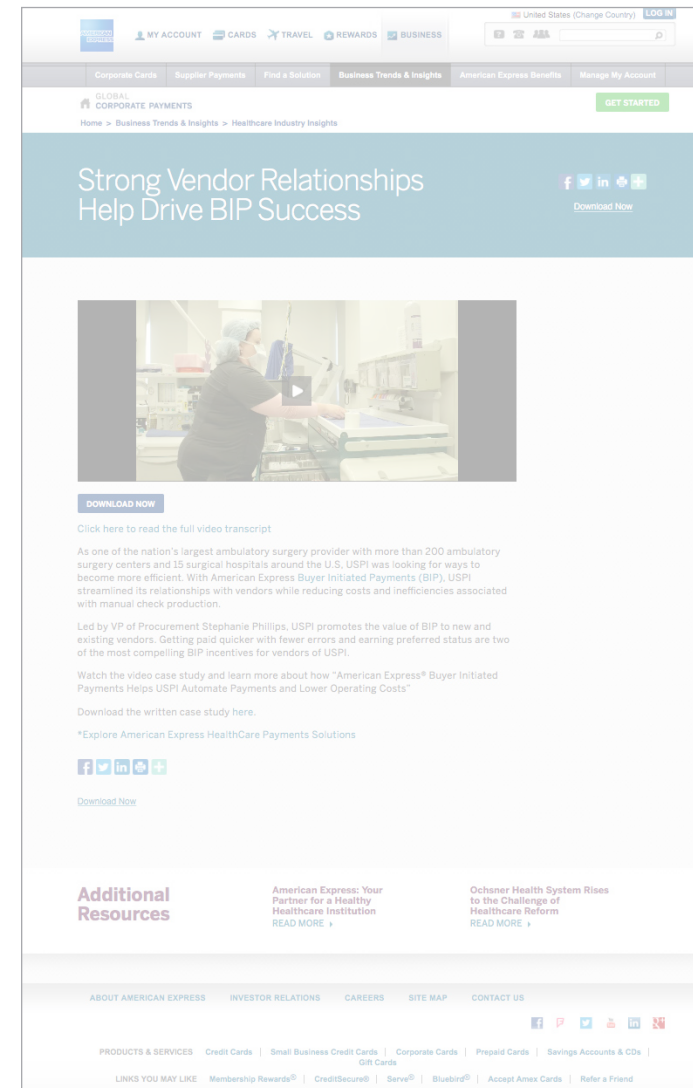 United States (Change Country) LOG IN
AMERICAN EXPRESS MY ACCOUNT CARDS TRAVEL REWARDS BUSINESS
Corporate Cards Supplier Payments Find a Solution Business Trends & Insights American Express Benefits Manage My Account
GLOBAL
CORPORATE PAYMENTS
GET STARTED
Home > Business Trends & Insights > Healthcare Industry Insights
Strong Vendor Relationships
Help Drive BIP Success
Download Now
DOWNLOAD NOW
Click here to read the full video transcript
As one of the nation's largest ambulatory surgery provider with more than 200 ambulatory
surgery centers and 15 surgical hospitals around the U.S, USPI was looking for ways to
become more efficient. With American Express Buyer Initiated Payments (BIP), USPI
streamlined its relationships with vendors while reducing costs and inefficiencies associated
with manual check production.
Led by VP of Procurement Stephanie Phillips, USPI promotes the value of BIP to new and
existing vendors. Getting paid quicker with fewer errors and earning preferred status are two
of the most compelling BIP incentives for vendors of USPI.
Watch the video case study and learn more about how "American Express® Buyer Initiated
Payments Helps USPI Automate Payments and Lower Operating Costs"
Download the written case study here.
*Explore American Express HealthCare Payments Solutions
Download Now
Additional
Resources
American Express: Your
Partner for a Healthy
Healthcare Institution
READ MORE
Ochsner Health System Rises
to the Challenge of
Healthcare Reform
READ MORE
ABOUT AMERICAN EXPRESS INVESTOR RELATIONS CAREERS SITE MAP CONTACT US
PRODUCTS & SERVICES Credit Cards | Small Business Credit Cards | Corporate Cards | Prepaid Cards | Savings Accounts & CDs |
Gift Cards
LINKS YOU MAY LIKE Membership Rewards® | CreditSecure® | Serve® | Bluebird® | Accept Amex Cards | Refer a Friend